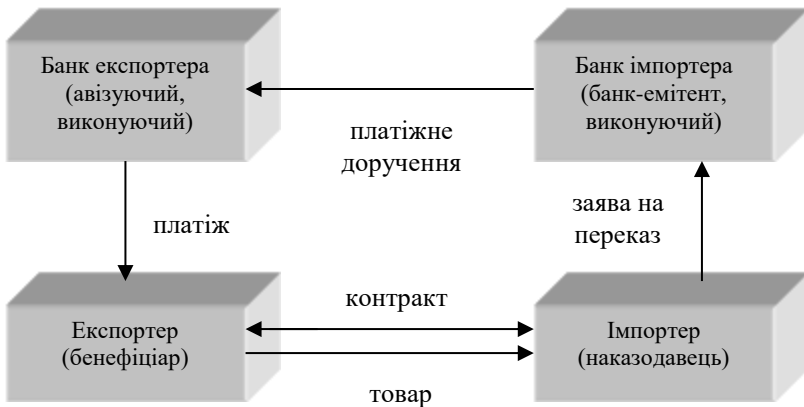 Банк експортера
(авізуючий,
виконуючий)
Банк імпортера
(банк-емітент,
виконуючий)
платіжне
доручення
платіж
заява на
переказ
контракт
Експортер
(бенефіціар)
Імпортер
(наказодавець)
товар